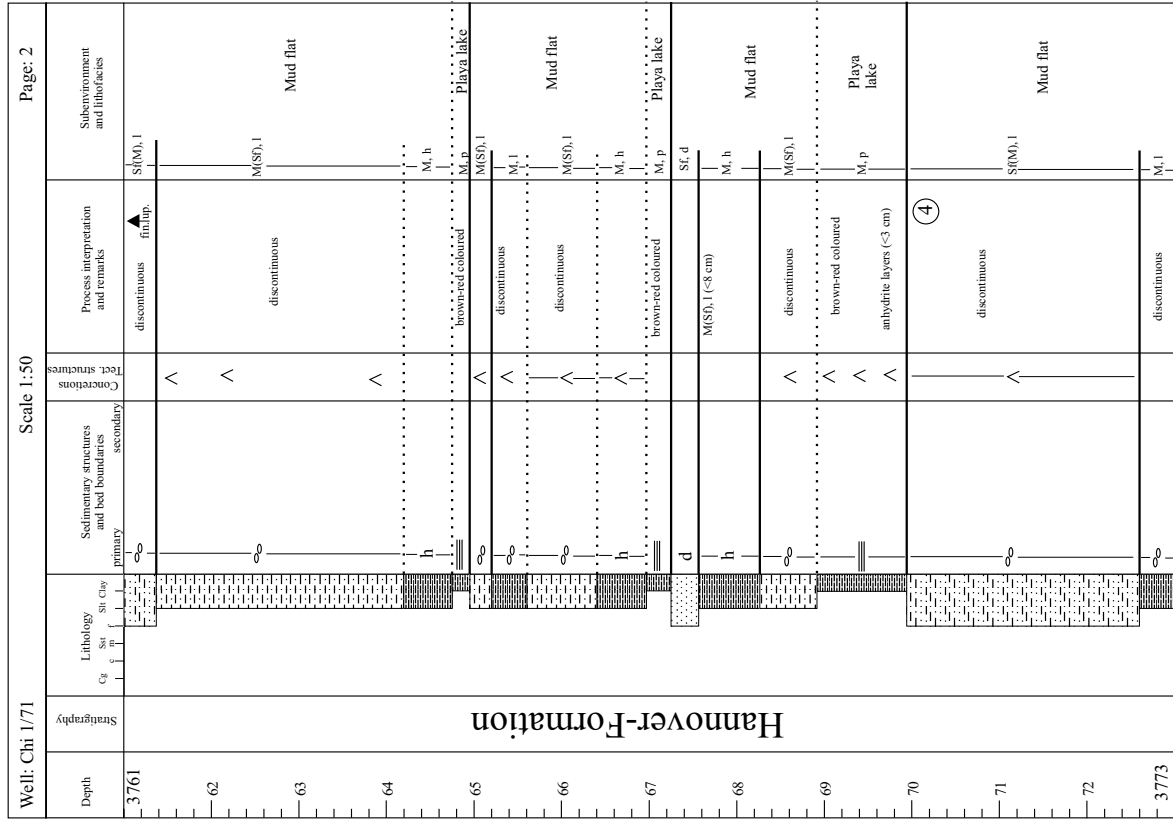 Well: Chi 1/71
Scale 1:50
Page: 2
Depth
Stratigraphy
Lithology
Cg
c
Sst
m
f
Slt
Clay
Sedimentary structures
and bed boundaries
primary
secondary
Concretions
Tect. structures
Process interpretation
and remarks
Subenvironment
and lithofacies
3761
62
63
64
65
66
67
68
69
70
71
72
3773
Hannover-Formation
h
h
d
h
discontinuous
fin. up.
discontinuous
brown-red coloured
discontinuous
discontinuous
brown-red coloured
M(Sf), l (<8 cm)
discontinuous
brown-red coloured
anhydrite layers (<3 cm)
4
discontinuous
discontinuous
Sf(M), l
M(Sf), l
M, h
M, p
M(Sf), l
M, l
M(Sf), l
M, h
M, p
Sf, d
M, h
M(Sf), l
M, p
Sf(M), l
M, l
Mud flat
Playa lake
Mud flat
Playa lake
Mud flat
Playa
lake
Mud flat